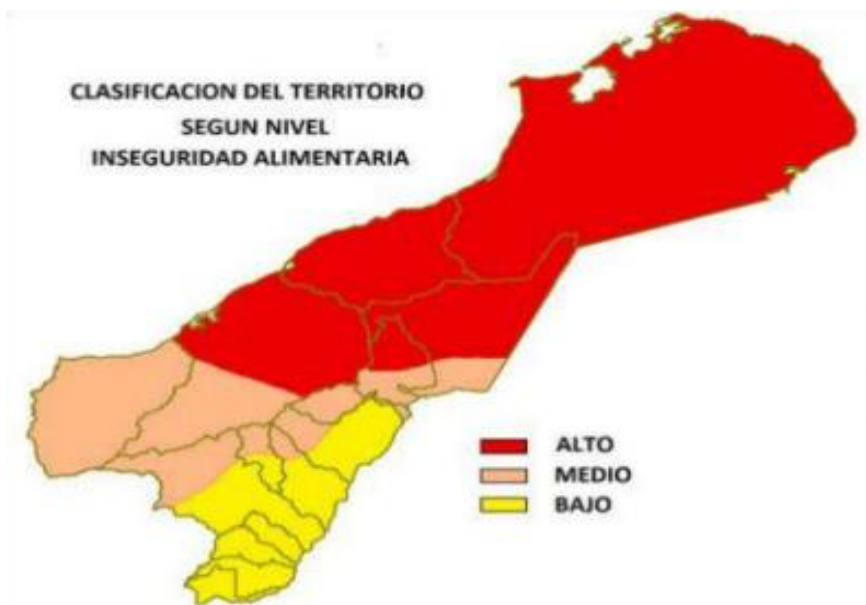 CLASIFICACION DEL TERRITORIO
SEGUN NIVEL
INSEGURIDAD ALIMENTARIA
ALTO
MEDIO
BAJO